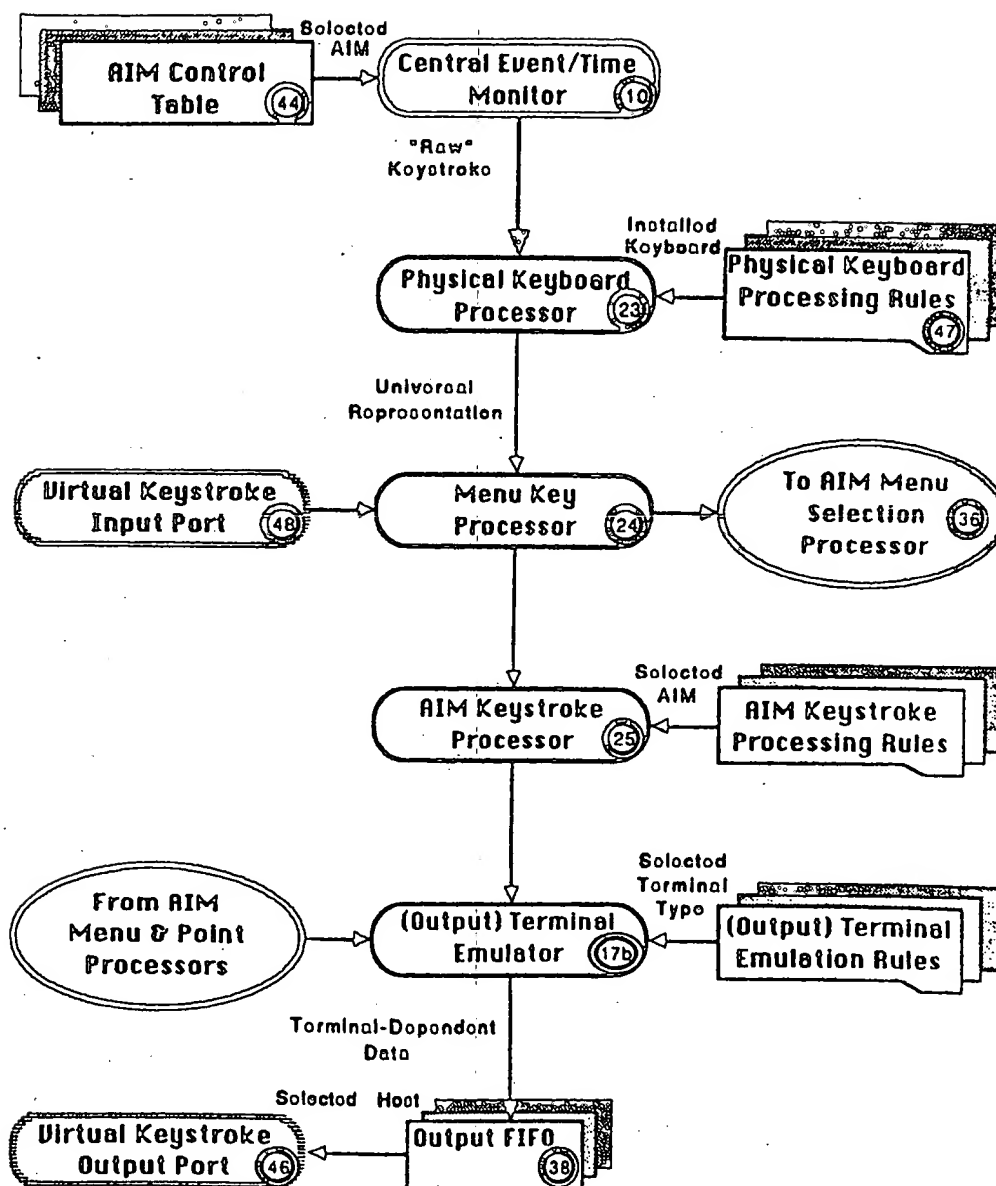 Selected
AIM
AIM Control
Table
44
Central Event/Time
Monitor
10
"Raw"
Keystroke
Installed
Keyboard
Physical Keyboard
Processor
23
Physical Keyboard
Processing Rules
47
Universal
Representation
Virtual Keystroke
Input Port
48
Menu Key
Processor
24
To AIM Menu
Selection
Processor
36
Selected
AIM
AIM Keystroke
Processor
25
AIM Keystroke
Processing Rules
From AIM
Menu & Point
Processors
Selected
Terminal
Type
(Output) Terminal
Emulator
17b
(Output) Terminal
Emulation Rules
Terminal-Dependent
Data
Selected Host
Virtual Keystroke
Output Port
46
Output FIFO
38